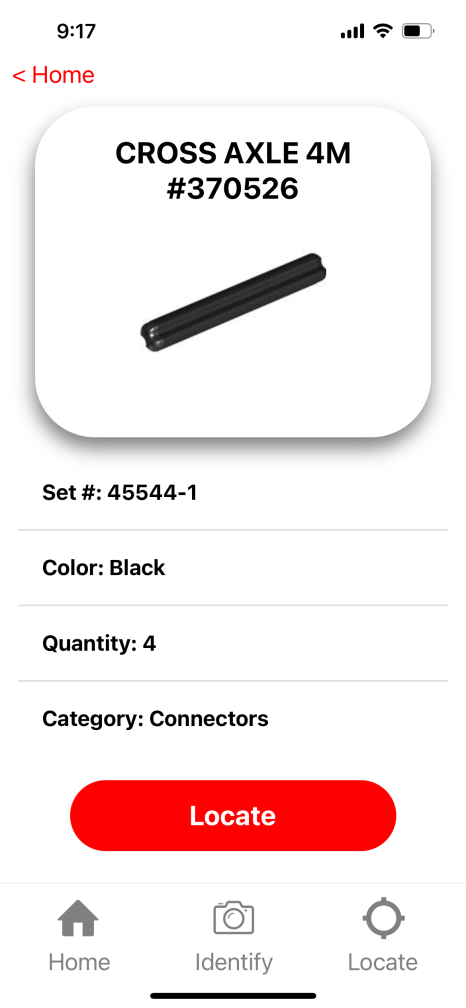 9:17
< Home
CROSS AXLE 4M
#370526
Set #: 45544-1
Color: Black
Quantity: 4
Category: Connectors
Locate
Home
Identify
Locate